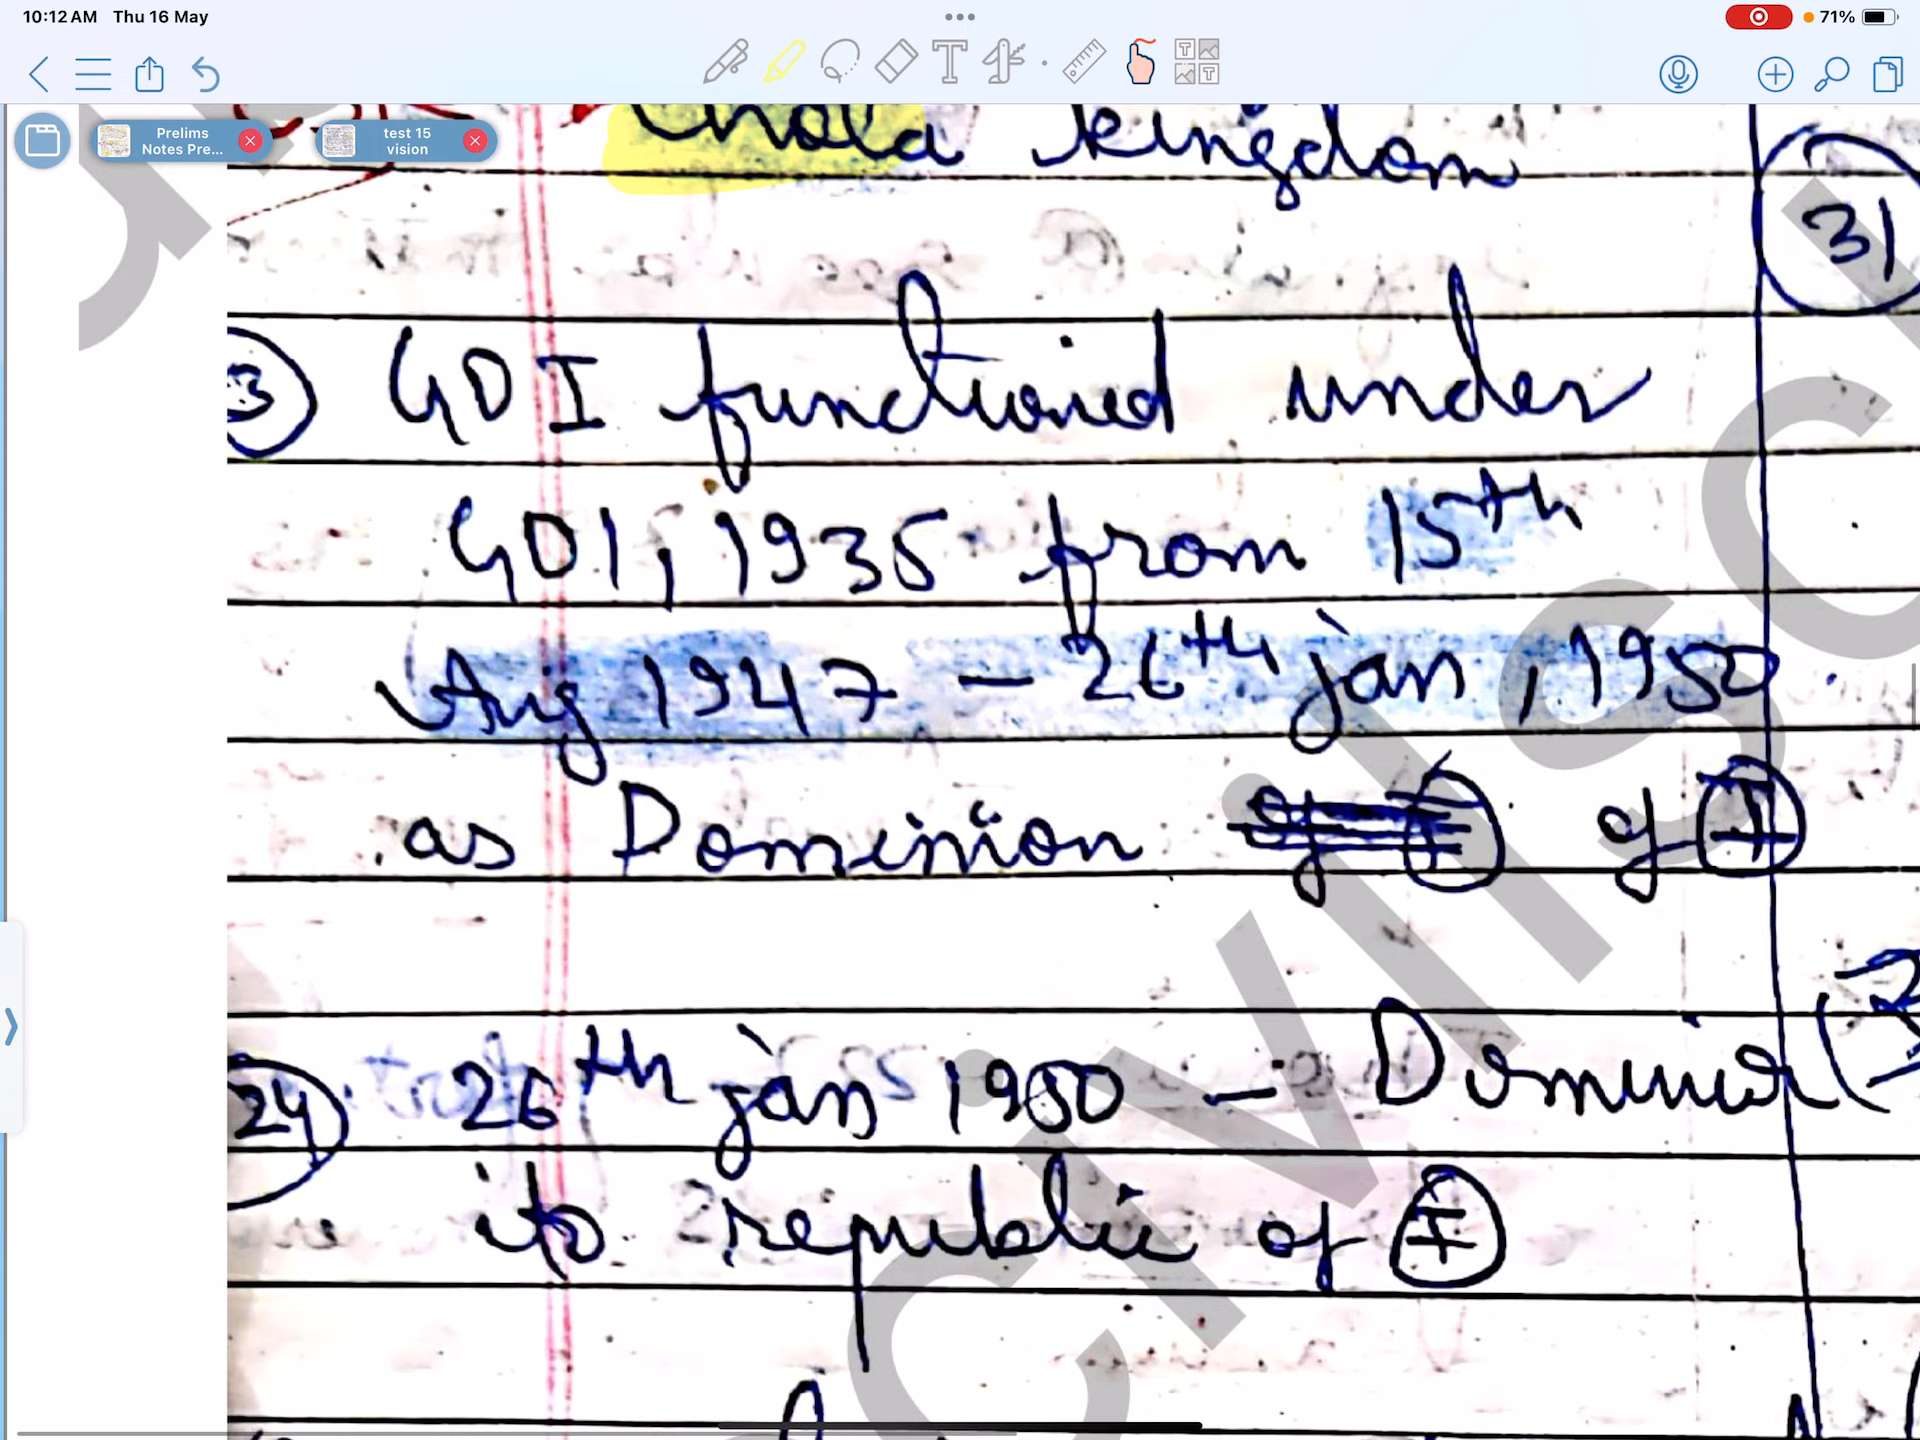 10:12 AM Thu 16 May
71%
Prelims
Notes Pre...
test 15
vision
Chola kingdom
31
3 GOI functioned under
GOI, 1935 from 15th
Aug 1947 - 26th jan, 1950
as Dominion of I
24 26th jan 1950 - Dominion
republic of I
CivilsC